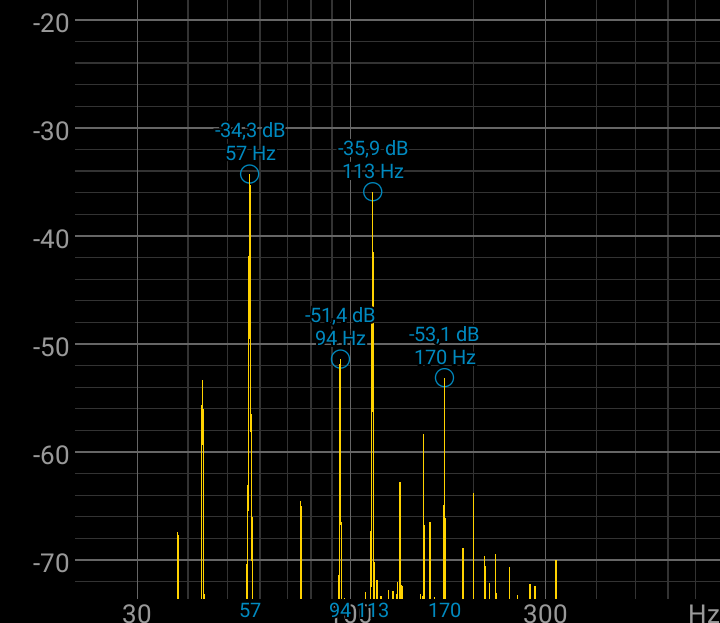 -20
-30
-34,3 dB
57 Hz
-35,9 dB
113 Hz
-40
-51,4 dB
94 Hz
-53,1 dB
170 Hz
-50
-60
-70
30 57 94 100 113 170 300 Hz